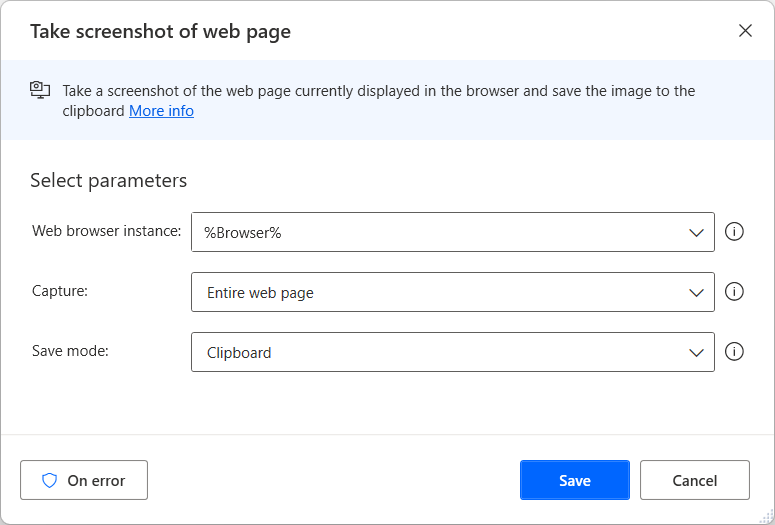 Take screenshot of web page
Take a screenshot of the web page currently displayed in the browser and save the image to the
clipboard More info
Select parameters
Web browser instance: %Browser%
Capture: Entire web page
Save mode: Clipboard
On error Save Cancel